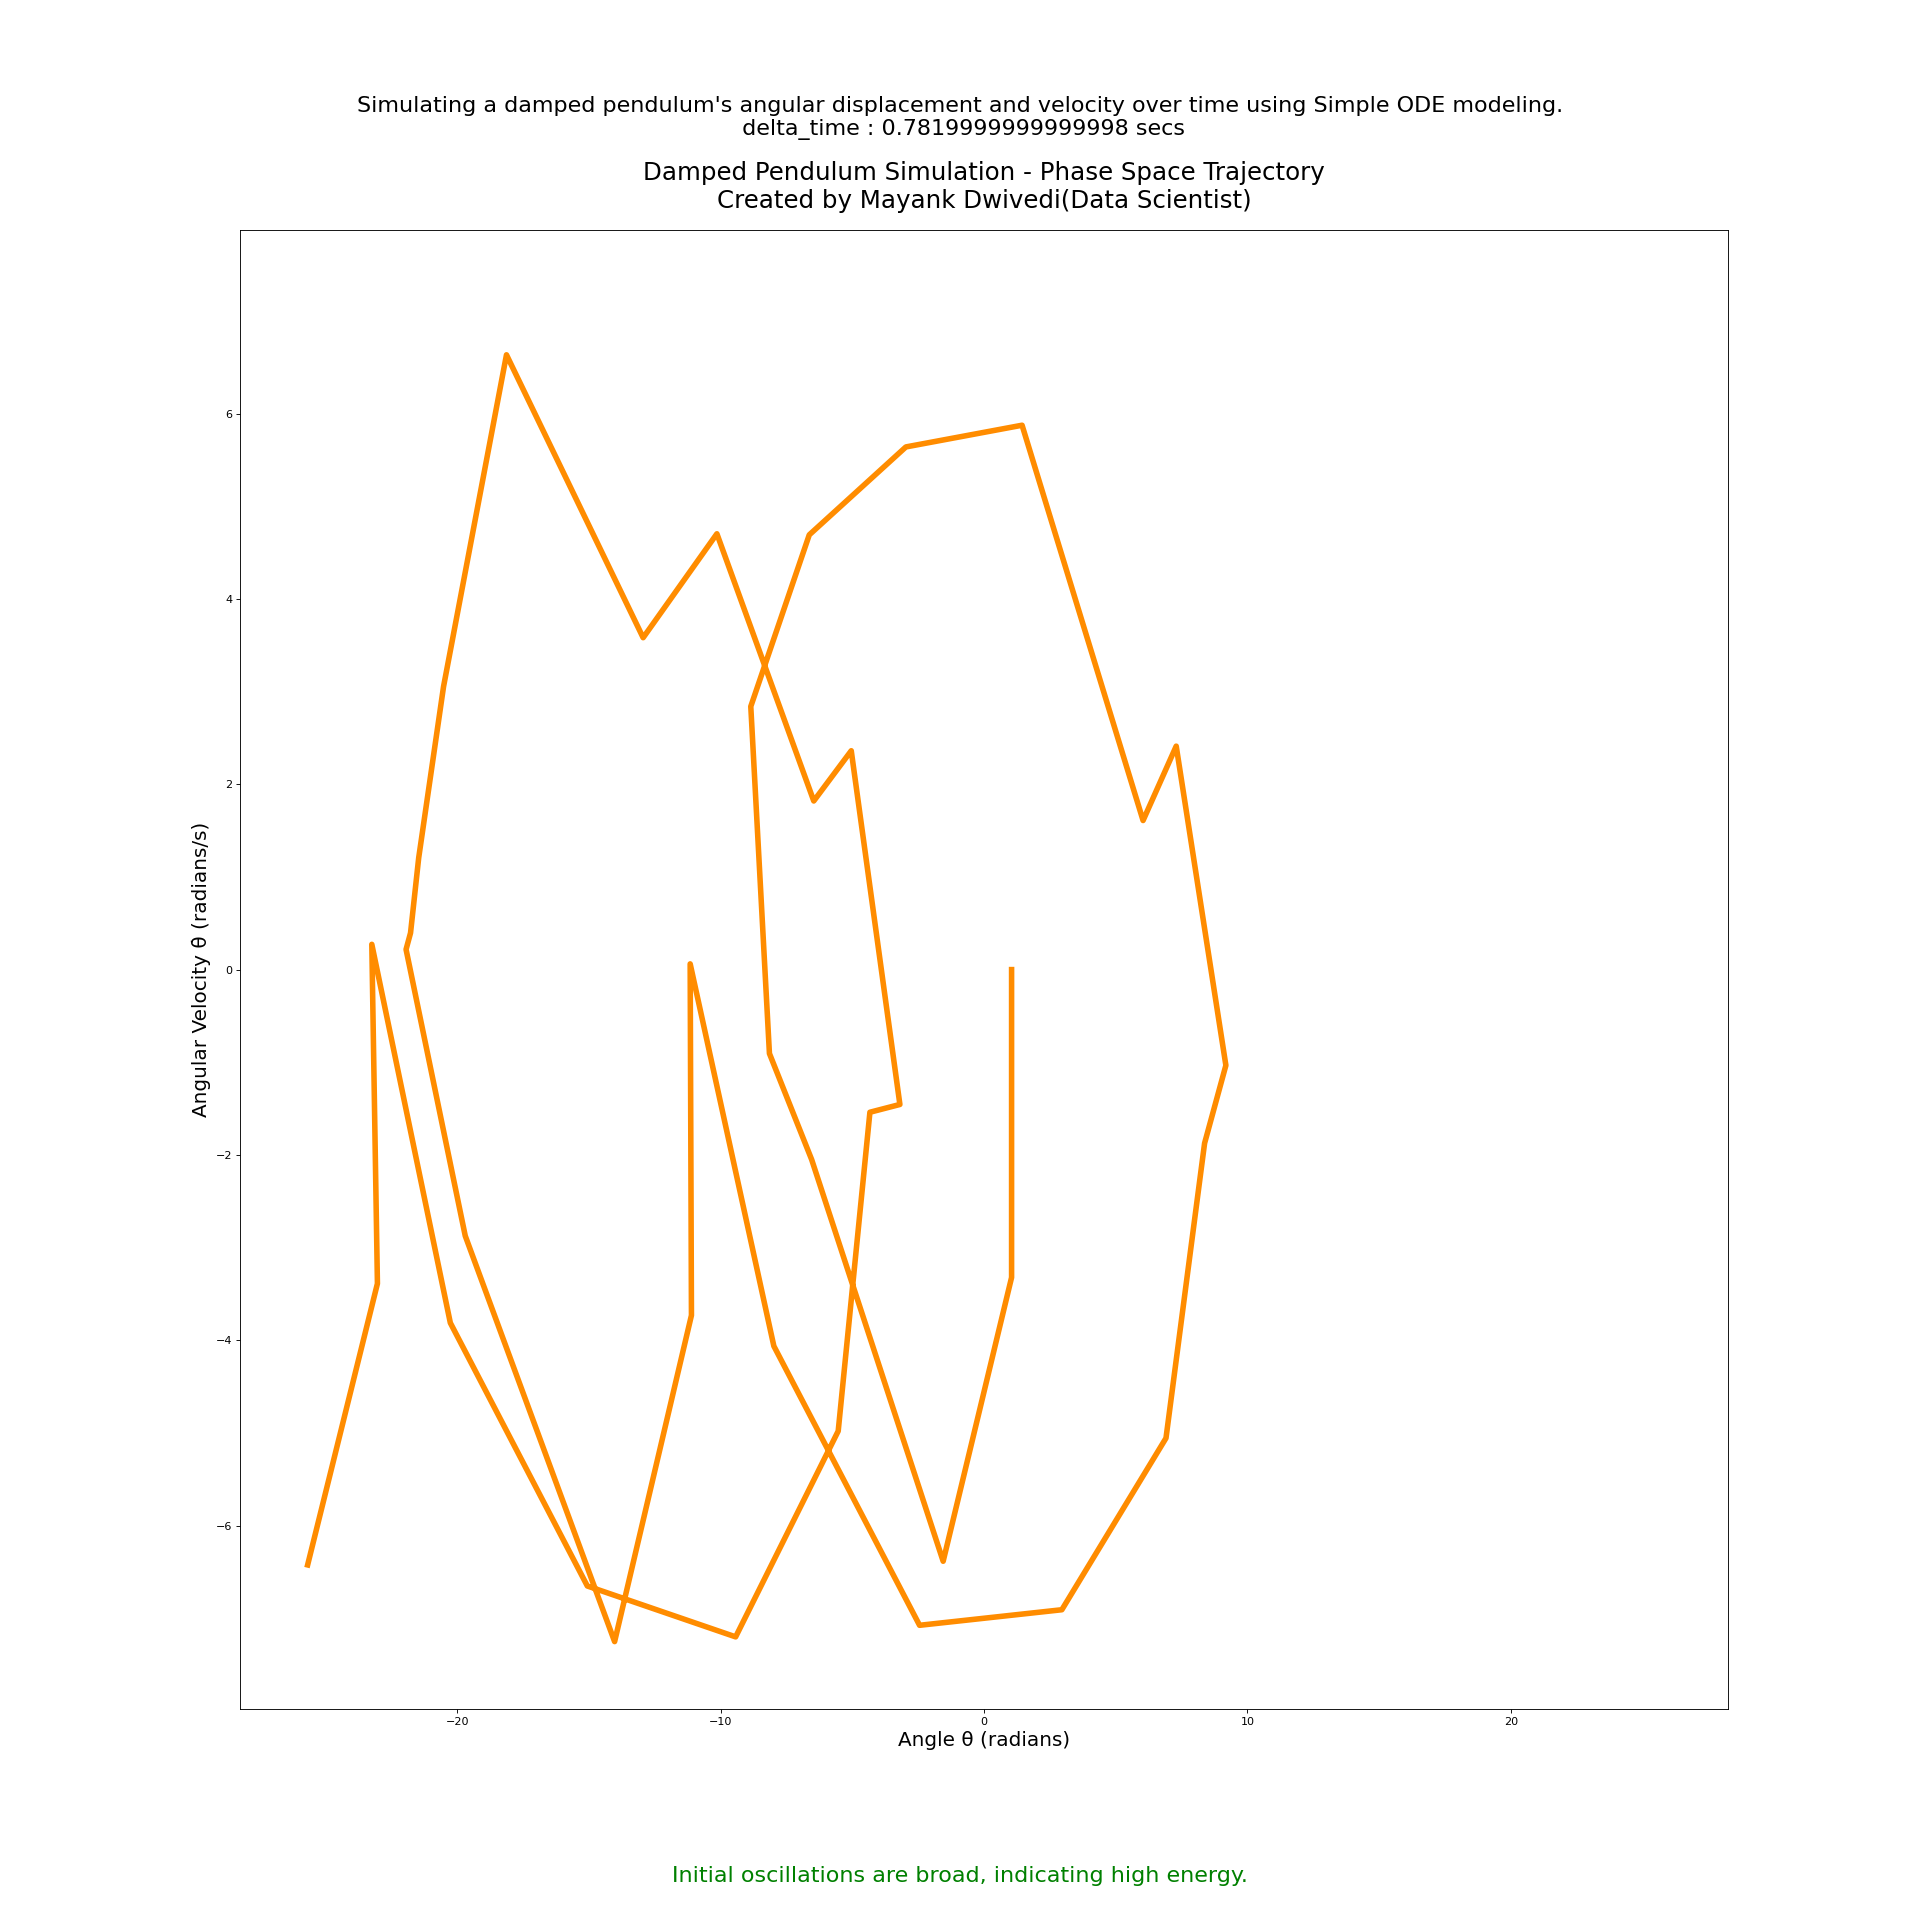 Simulating a damped pendulum's angular displacement and velocity over time using Simple ODE modeling.
delta_time : 0.7819999999999998 secs
Damped Pendulum Simulation - Phase Space Trajectory
Created by Mayank Dwivedi(Data Scientist)
Angular Velocity θ (radians/s)
6
4
2
0
−2
−4
−6
−20
−10
0
10
20
Angle θ (radians)
Initial oscillations are broad, indicating high energy.